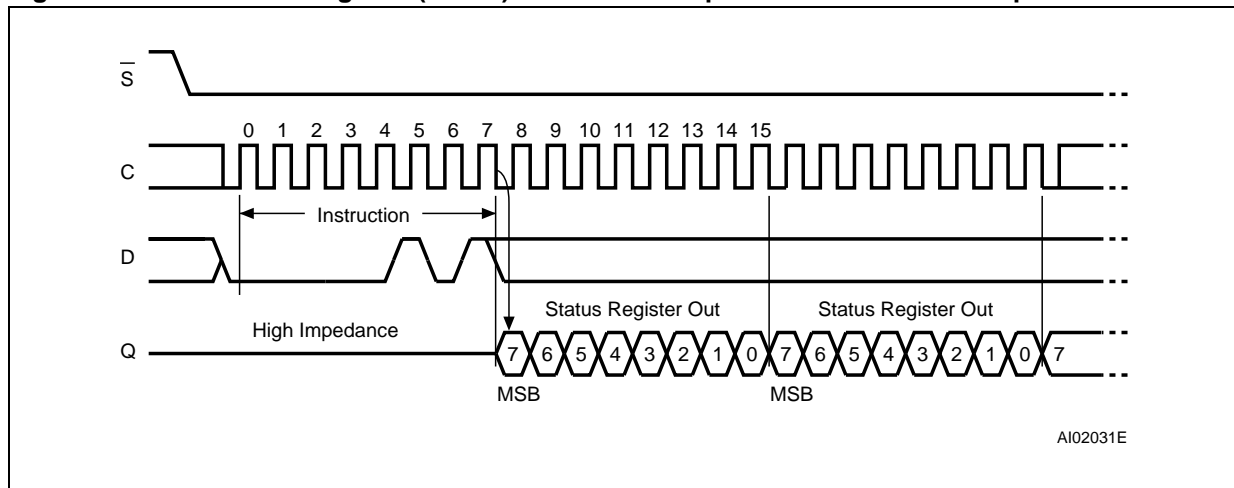 S
0 1 2 3 4 5 6 7 8 9 10 11 12 13 14 15
C
Instruction
D
Status Register Out Status Register Out
High Impedance
Q 7 6 5 4 3 2 1 0 7 6 5 4 3 2 1 0 7
MSB MSB
AI02031E